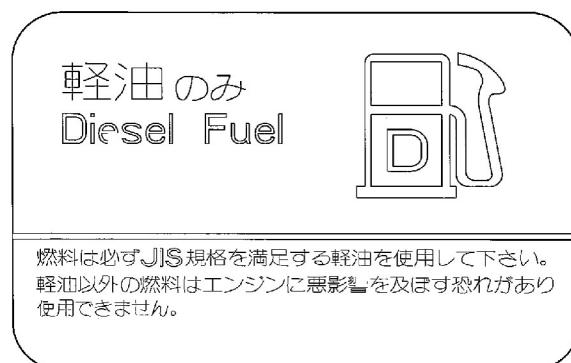 軽油のみ
Diesel Fuel
D
燃料は必ずJIS規格を満足する軽油を使用して下さい。
軽油以外の燃料はエンジンに悪影響を及ぼす恐れがあり
使用できません。